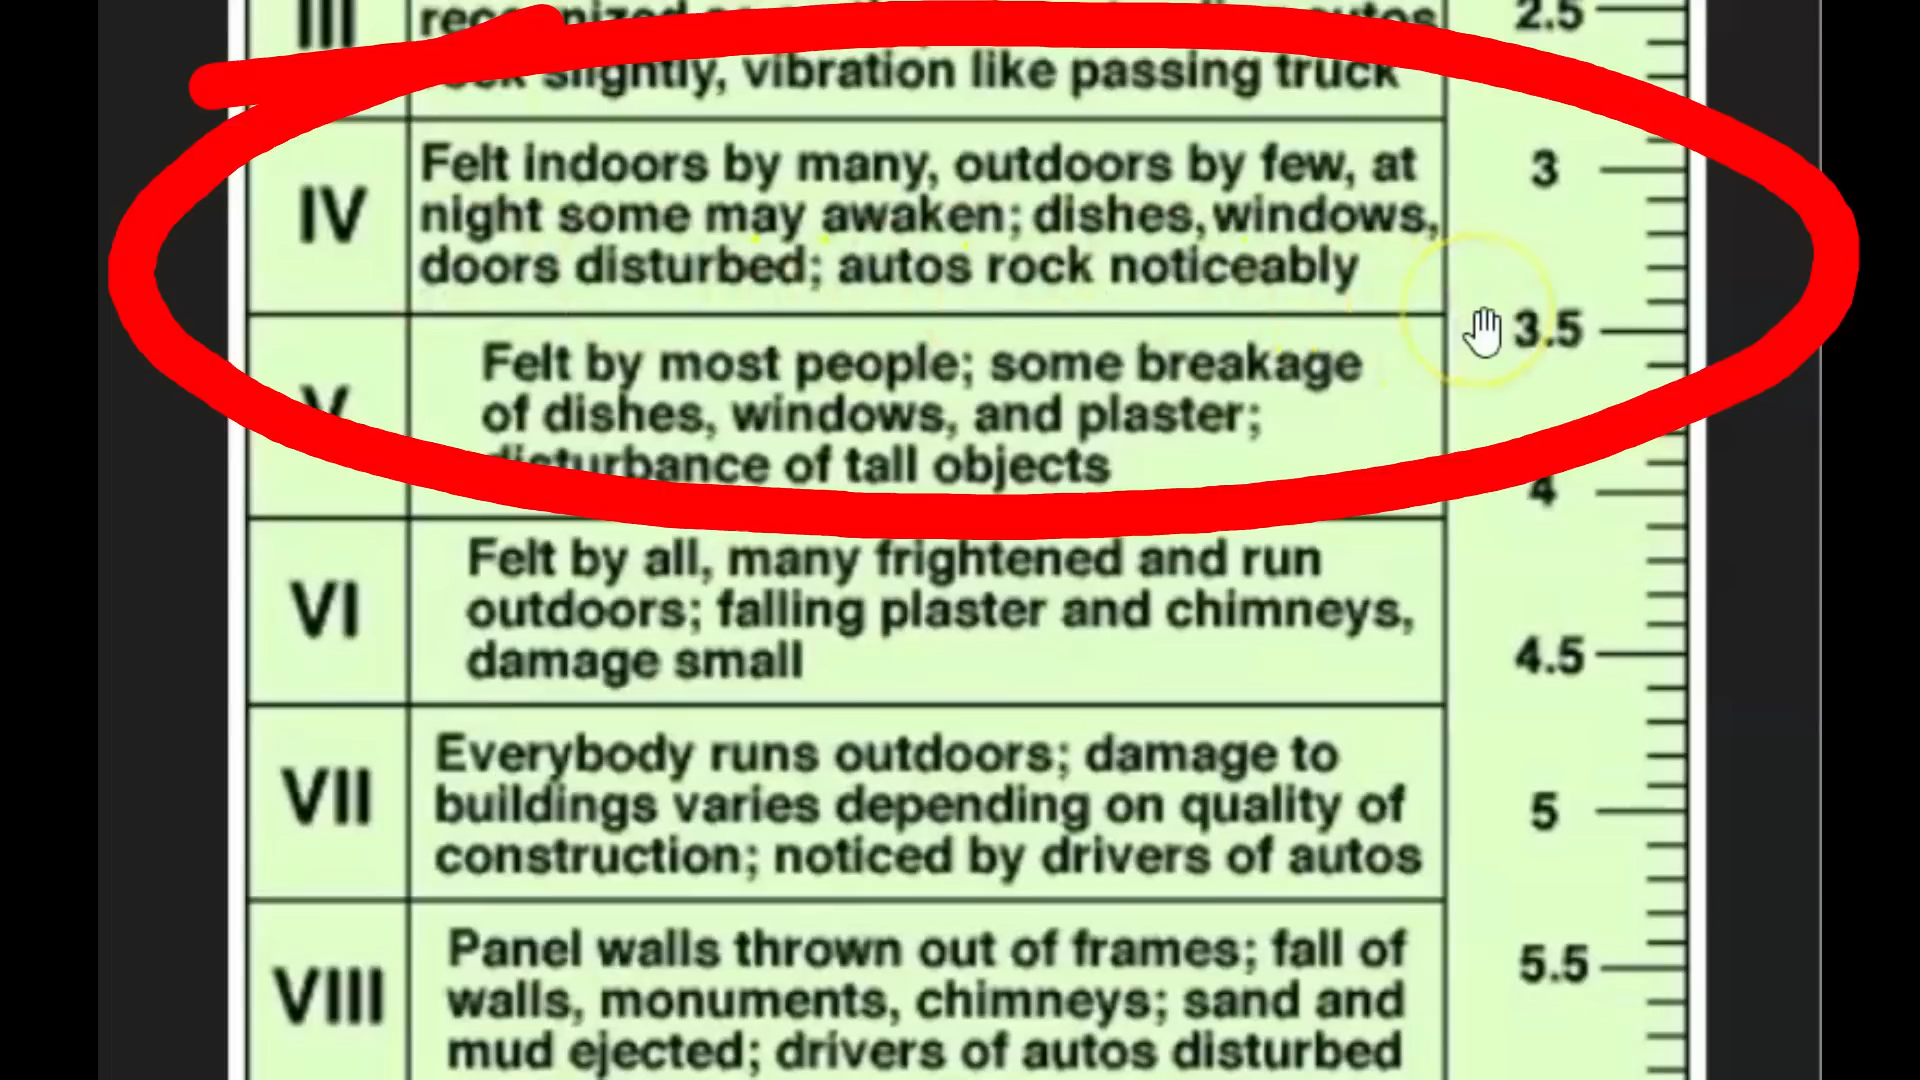 III
2.5
slightly, vibration like passing truck
IV
Felt indoors by many, outdoors by few, at
night some may awaken; dishes, windows,
doors disturbed; autos rock noticeably
3
3.5
V
Felt by most people; some breakage
of dishes, windows, and plaster;
disturbance of tall objects
4
VI
Felt by all, many frightened and run
outdoors; falling plaster and chimneys,
damage small
4.5
VII
Everybody runs outdoors; damage to
buildings varies depending on quality of
construction; noticed by drivers of autos
5
VIII
Panel walls thrown out of frames; fall of
walls, monuments, chimneys; sand and
mud ejected; drivers of autos disturbed
5.5